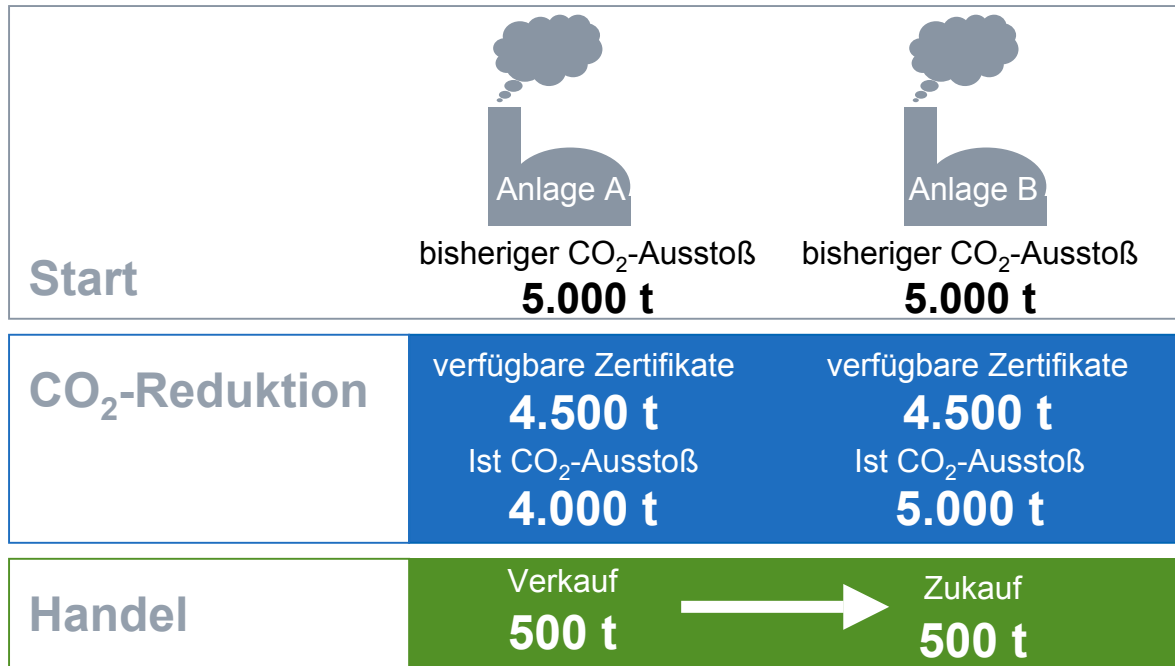 Anlage A
Anlage B
bisheriger CO₂-Ausstoß
bisheriger CO₂-Ausstoß
Start
5.000 t
5.000 t
CO₂-Reduktion
verfügbare Zertifikate
verfügbare Zertifikate
4.500 t
4.500 t
Ist CO₂-Ausstoß
Ist CO₂-Ausstoß
4.000 t
5.000 t
Handel
Verkauf
Zukauf
500 t
500 t